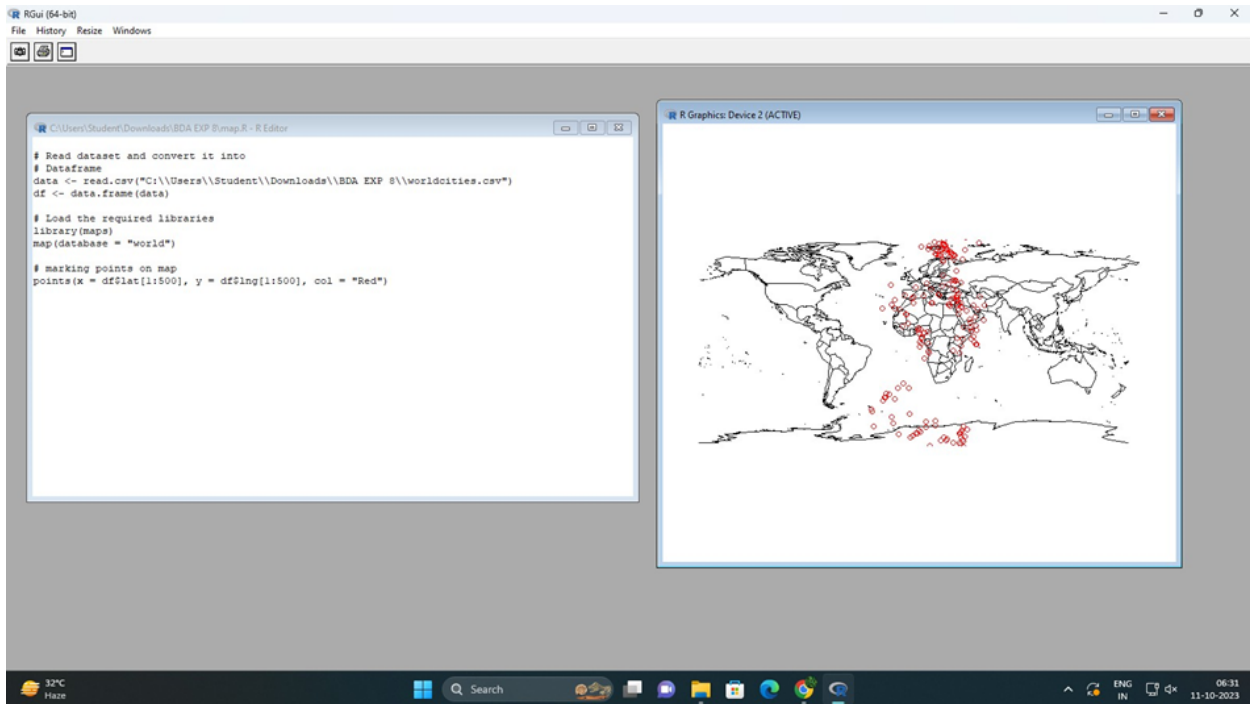 RGui (64-bit)
File History Resize Windows
C:\Users\Student\Downloads\BDA EXP 8\map.R - R Editor
# Read dataset and convert it into
# Dataframe
data <- read.csv("C:\\Users\\Student\\Downloads\\BDA EXP 8\\worldcities.csv")
df <- data.frame(data)
# Load the required libraries
library(maps)
map(database = "world")
# marking points on map
points(x = df$lat[1:500], y = df$lng[1:500], col = "Red")
R Graphics: Device 2 (ACTIVE)
32°C
Haze
Search
ENG
IN
06:31
11-10-2023